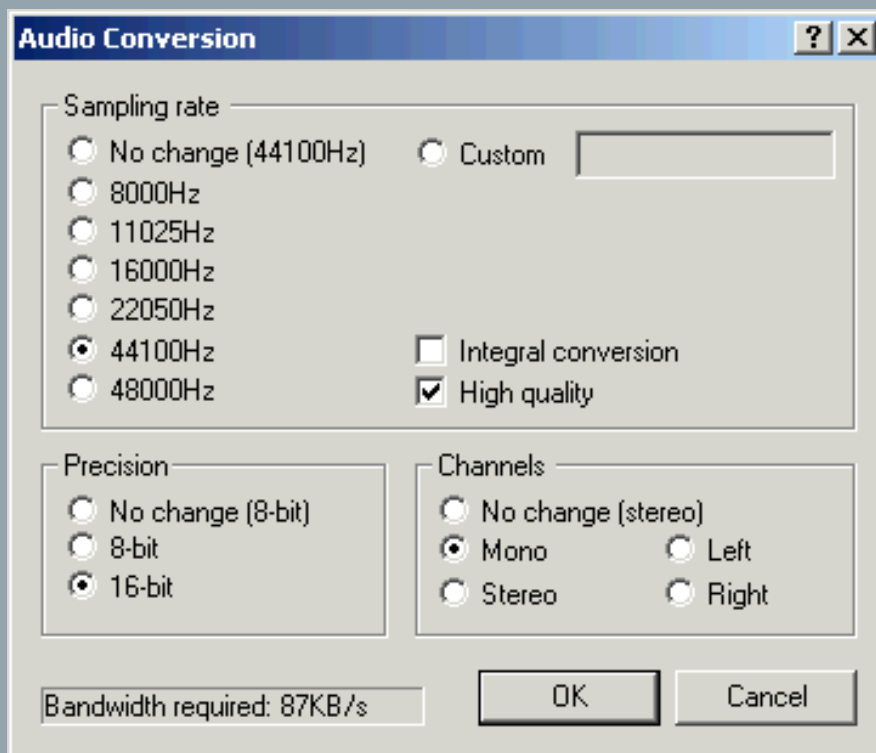 Audio Conversion
Sampling rate
No change (44100Hz)
Custom
8000Hz
11025Hz
16000Hz
22050Hz
44100Hz
Integral conversion
48000Hz
High quality
Precision
No change (8-bit)
8-bit
16-bit
Channels
No change (stereo)
Mono
Left
Stereo
Right
Bandwidth required: 87KB/s
OK
Cancel